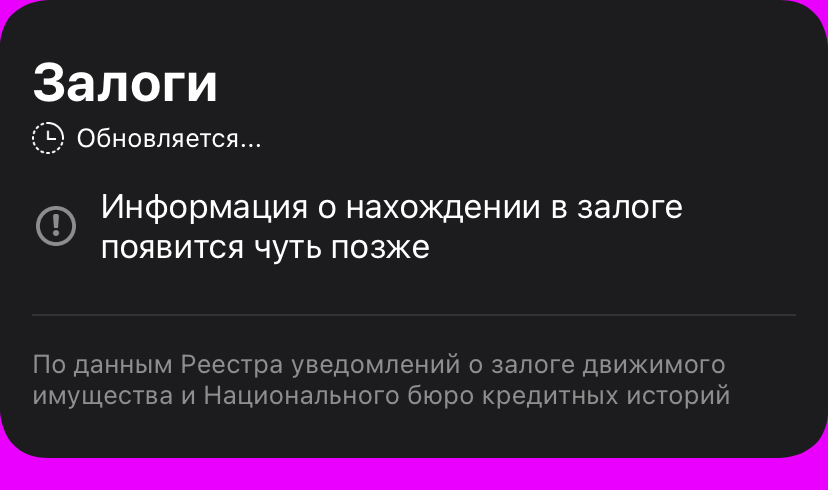 Залоги
Обновляется...
Информация о нахождении в залоге
появится чуть позже
По данным Реестра уведомлений о залоге движимого
имущества и Национального бюро кредитных историй